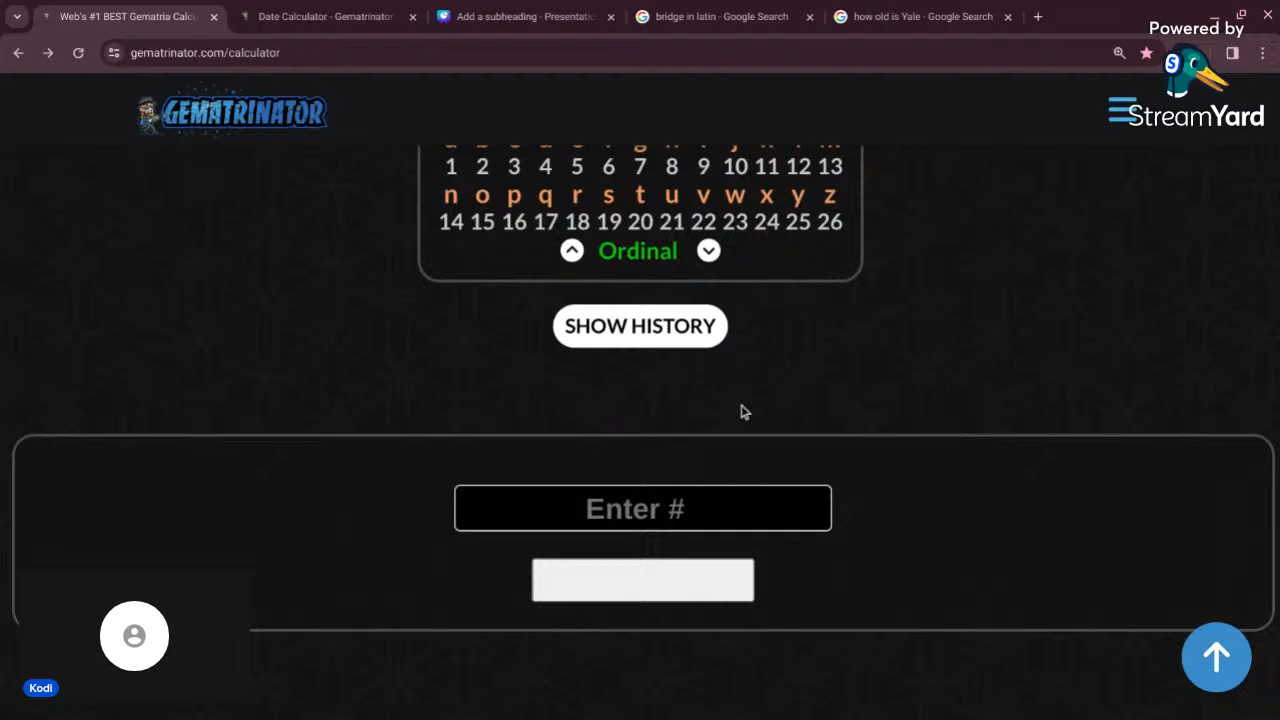 Web's #1 BEST Gematria Calcu
Date Calculator - Gematrinator
Add a subheading - Presentatio
bridge in latin - Google Search
how old is Yale - Google Search
Powered by
gematrinator.com/calculator
GEMATRINATOR
S
StreamYard
1 2 3 4 5 6 7 8 9 10 11 12 13
n o p q r s t u v w x y z
14 15 16 17 18 19 20 21 22 23 24 25 26
Ordinal
SHOW HISTORY
Enter #
Kodi